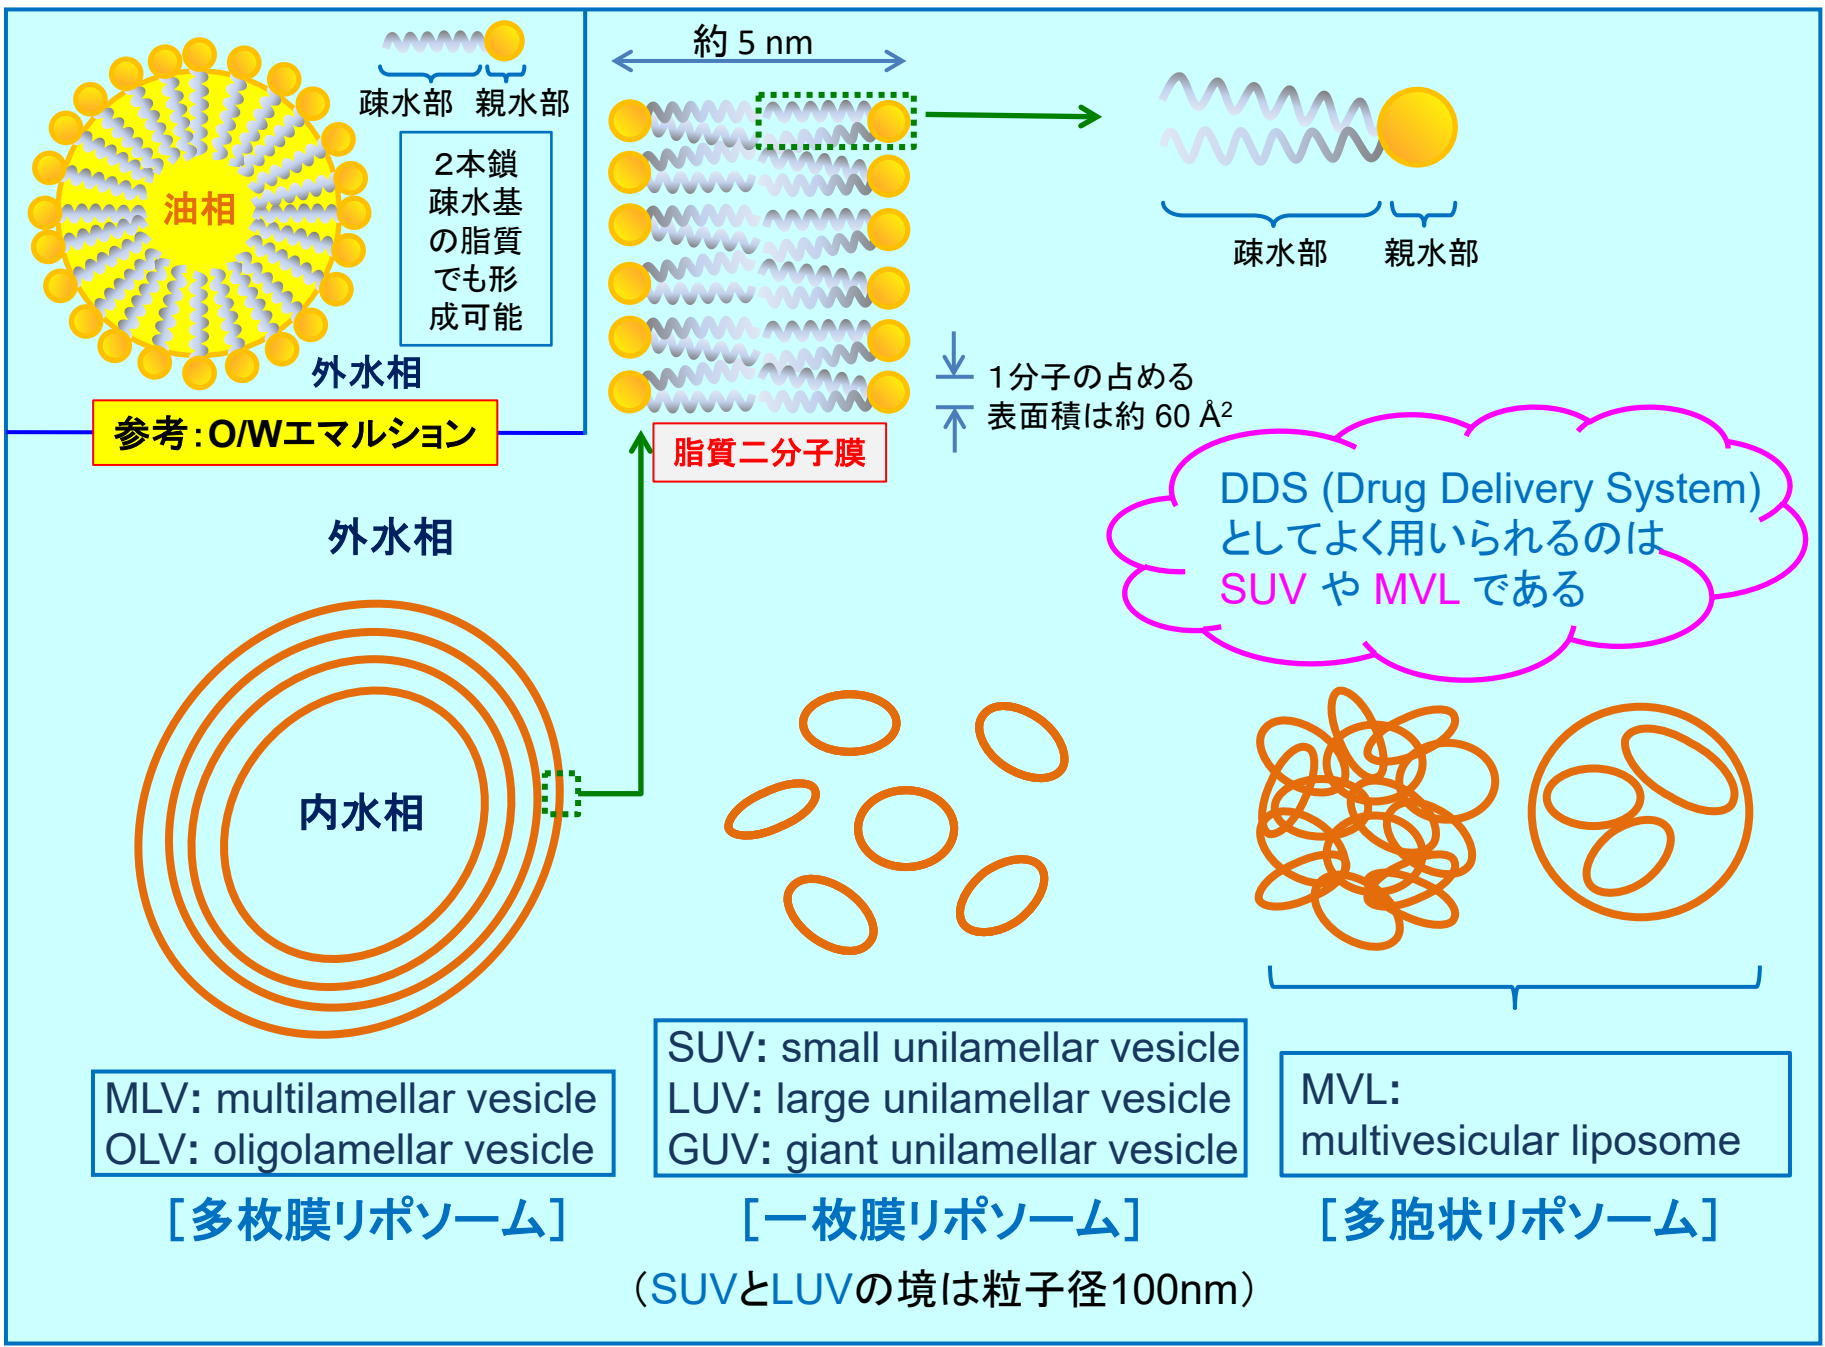 疎水部 親水部
2本鎖
疎水基
の脂質
でも形
成可能
油相
外水相
参考:O/Wエマルション
約 5 nm
疎水部 親水部
1分子の占める
表面積は約 60 Å²
脂質二分子膜
DDS (Drug Delivery System)
としてよく用いられるのは
SUV や MVL である
外水相
内水相
MLV: multilamellar vesicle
OLV: oligolamellar vesicle
[多枚膜リポソーム]
SUV: small unilamellar vesicle
LUV: large unilamellar vesicle
GUV: giant unilamellar vesicle
[一枚膜リポソーム]
MVL:
multivesicular liposome
[多胞状リポソーム]
(SUVとLUVの境は粒子径100nm)